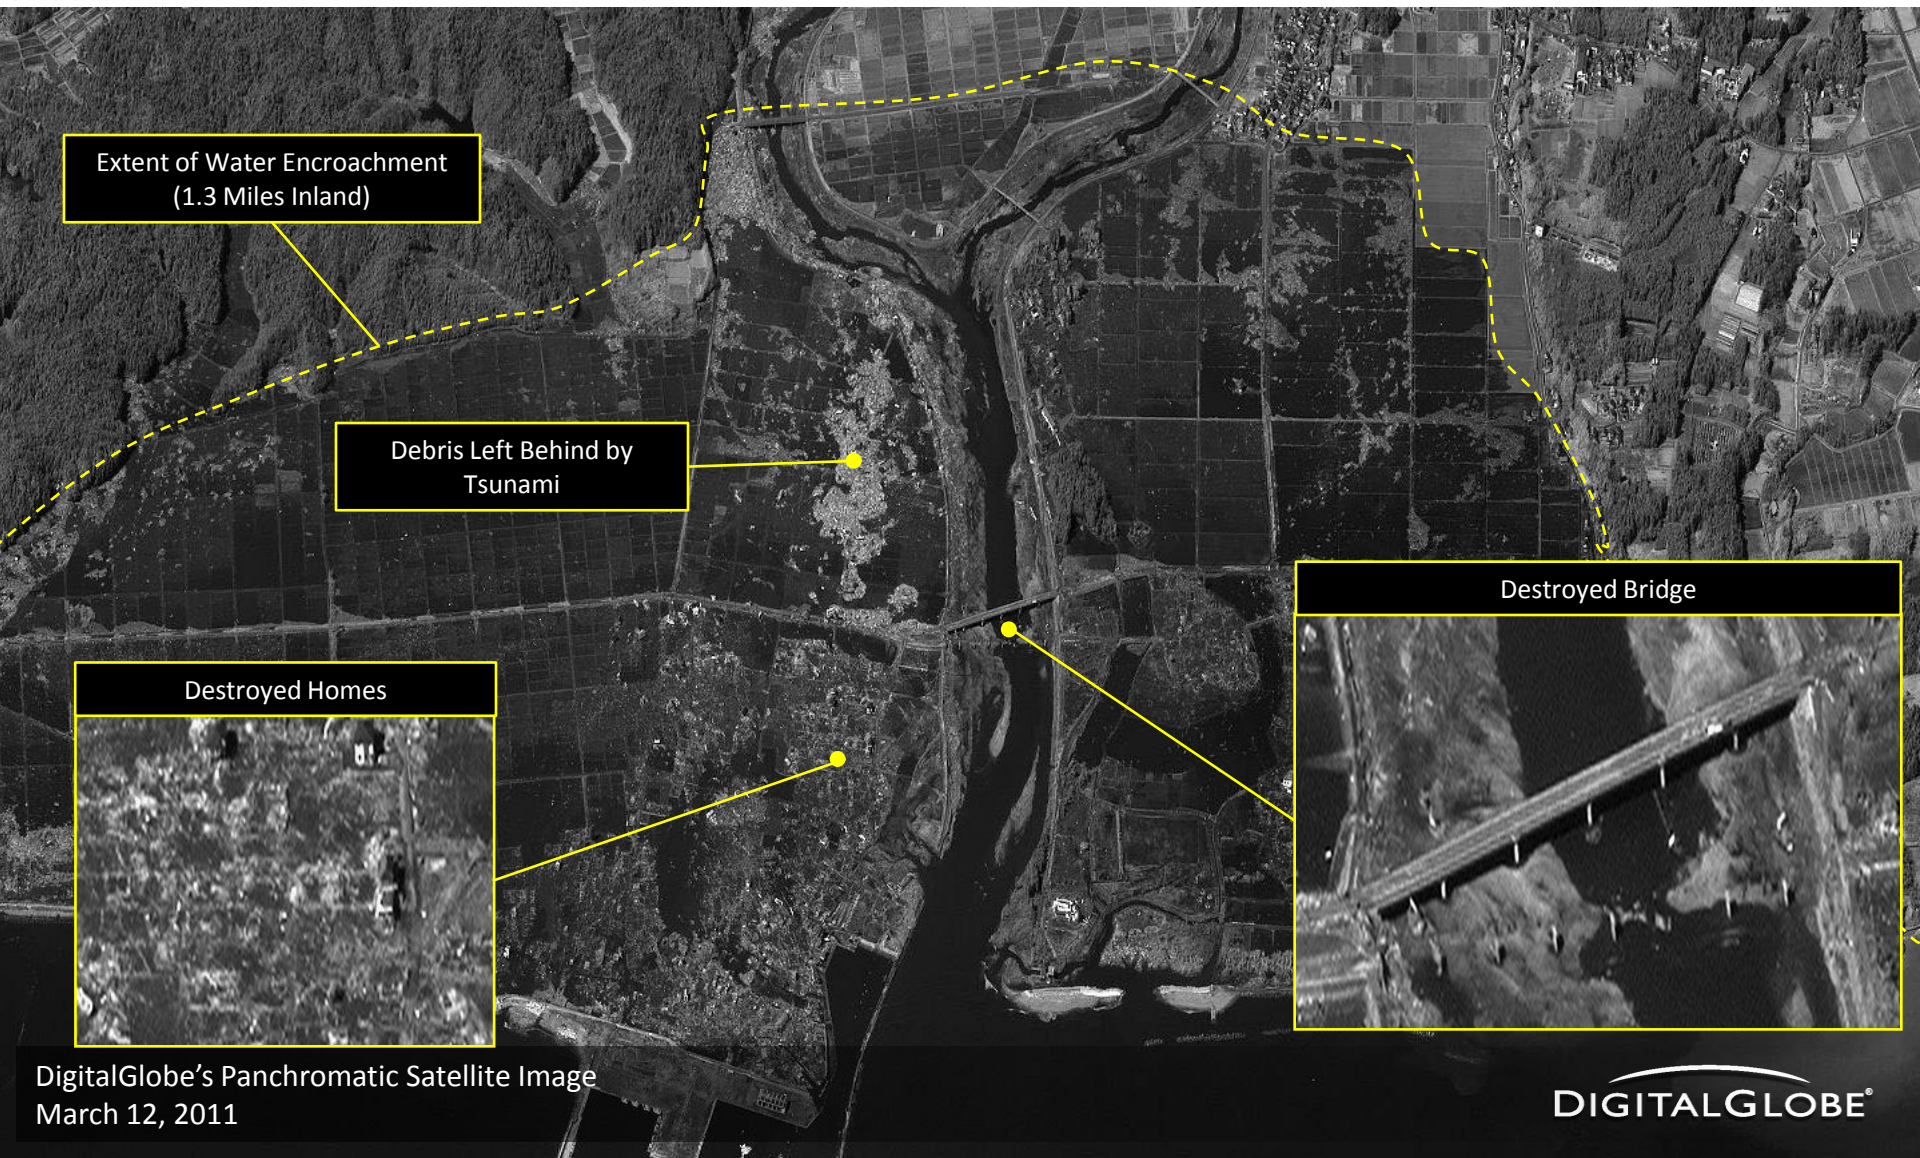 Extent of Water Encroachment
(1.3 Miles Inland)
Debris Left Behind by
Tsunami
Destroyed Bridge
Destroyed Homes
DigitalGlobe’s Panchromatic Satellite Image
March 12, 2011
DIGITALGLOBE®